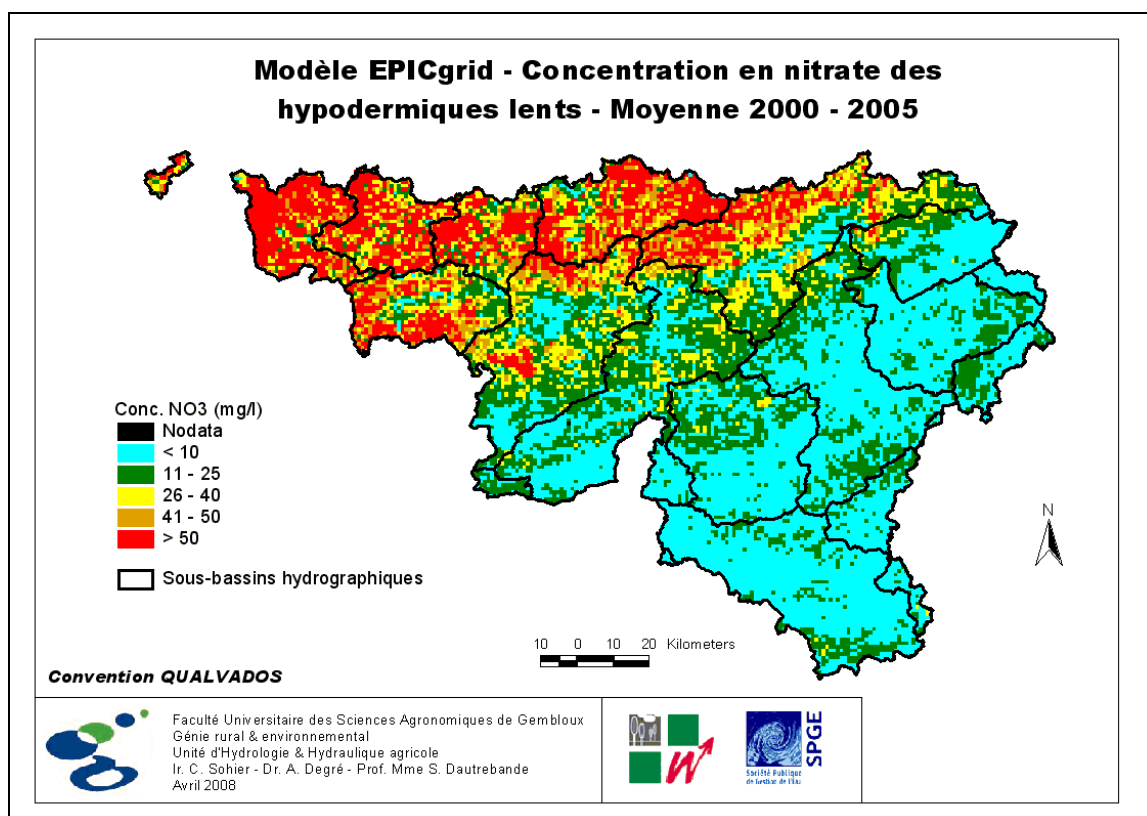 Modèle EPICgrid - Concentration en nitrate des
hypodermiques lents - Moyenne 2000 - 2005
Conc. NO3 (mg/l)
Nodata
< 10
11 - 25
26 - 40
41 - 50
> 50
Sous-bassins hydrographiques
N
10 0 10 20 Kilometers
Convention QUALVADOS
Faculté Universitaire des Sciences Agronomiques de Gembloux
Génie rural & environnemental
Unité d'Hydrologie & Hydraulique agricole
Ir. C. Sohier - Dr. A. Degré - Prof. Mme S. Dautrebande
Avril 2008
W
SPGE
Société Publique
de Gestion de l'Eau